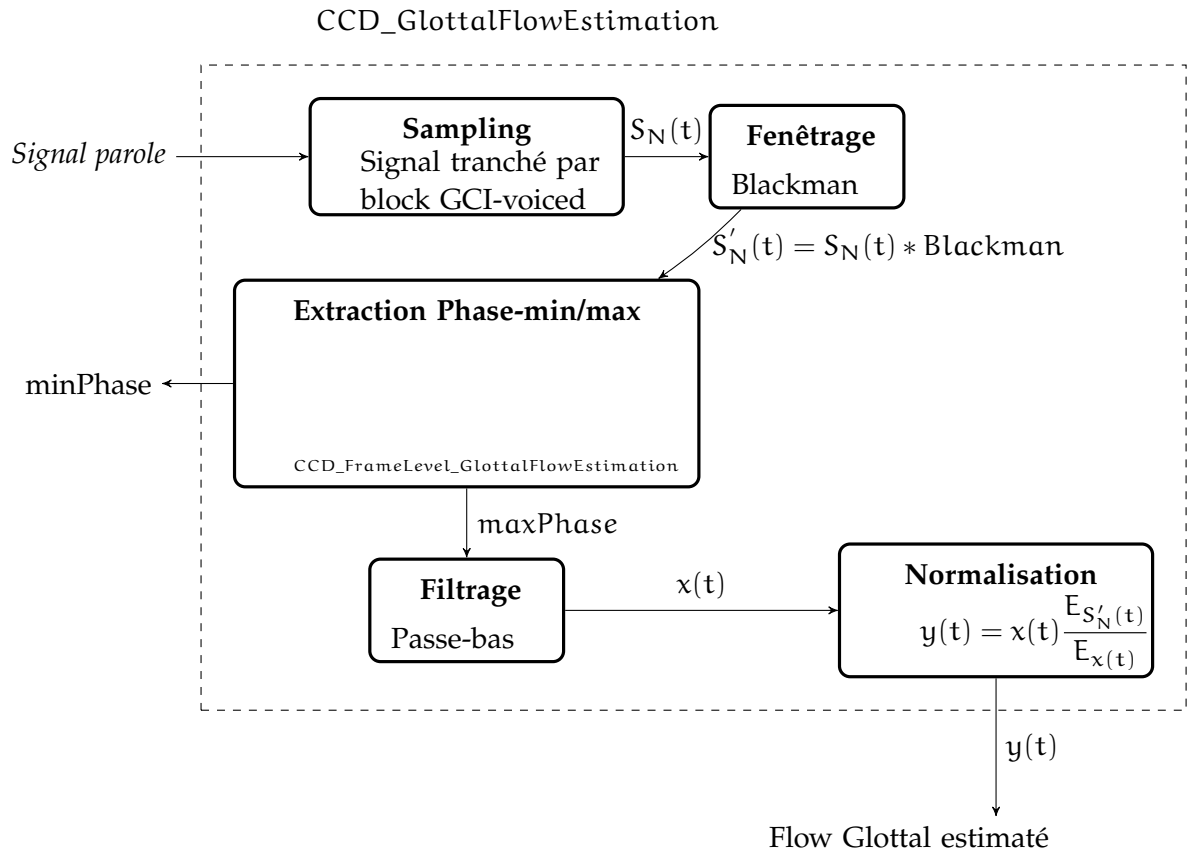 CCD_GlottalFlowEstimation
Signal parole
Sampling
Signal tranché par
block GCI-voiced
S_N(t)
Fenêtrage
Blackman
S'_N(t) = S_N(t) ∗ Blackman
Extraction Phase-min/max
minPhase
CCD_FrameLevel_GlottalFlowEstimation
maxPhase
Filtrage
Passe-bas
x(t)
Normalisation
y(t) = x(t) E_{S'_N(t)} / E_{x(t)}
y(t)
Flow Glottal estimaté